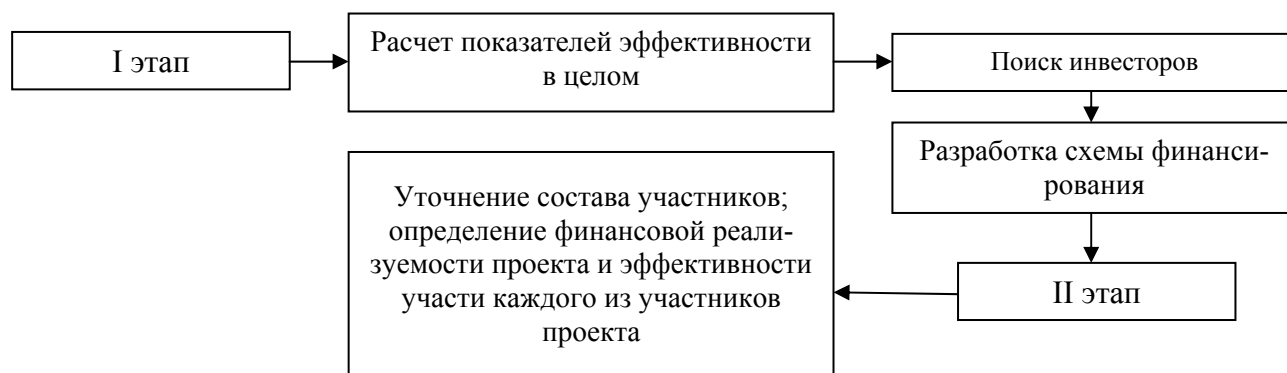 I этап
Расчет показателей эффективности
в целом
Поиск инвесторов
Разработка схемы финанси-
рования
II этап
Уточнение состава участников;
определение финансовой реали-
зуемости проекта и эффективности
участи каждого из участников
проекта